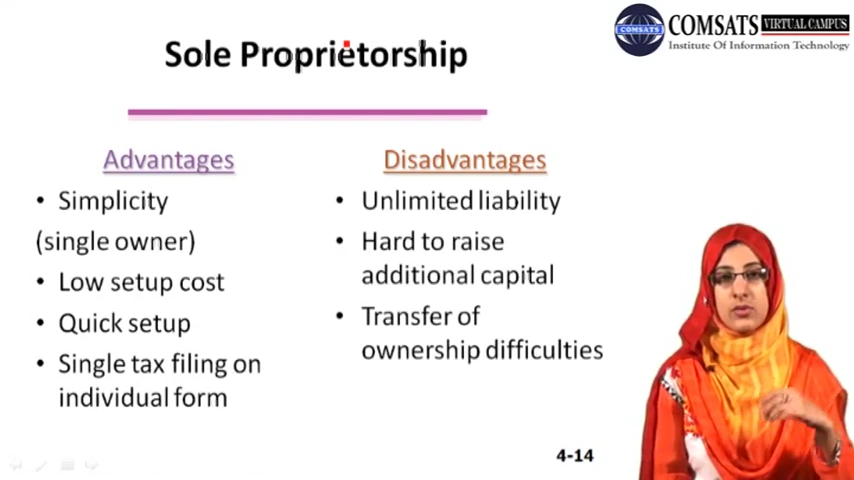 Sole Proprietorship
COMSATS VIRTUAL CAMPUS
Institute Of Information Technology
COMSATS
Advantages
• Simplicity
(single owner)
• Low setup cost
• Quick setup
• Single tax filing on
individual form
Disadvantages
• Unlimited liability
• Hard to raise
additional capital
• Transfer of
ownership difficulties
4-14